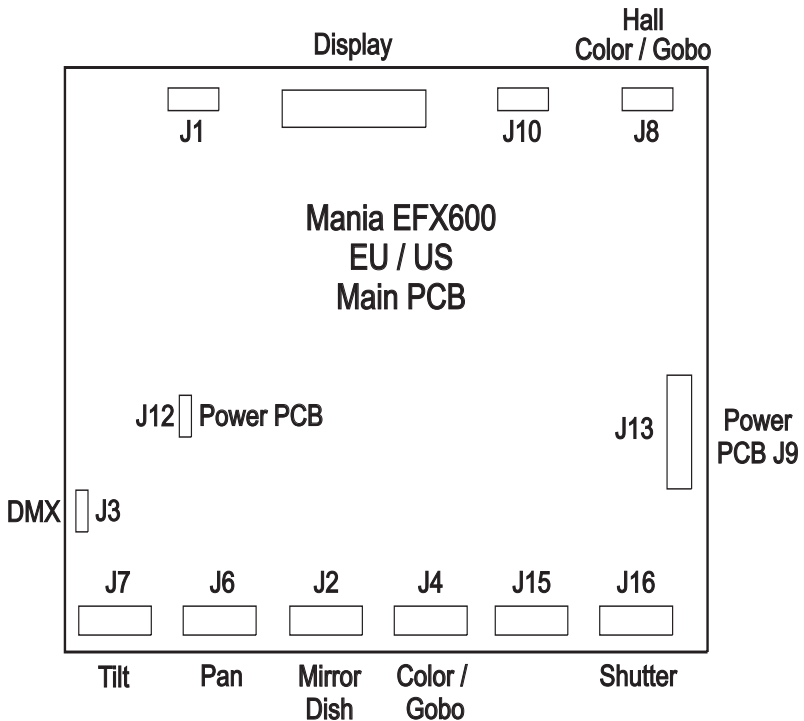 Hall
Display
Color / Gobo
J1
J10
J8
Mania EFX600
EU / US
Main PCB
J12 Power PCB
J13
Power
PCB J9
DMX
J3
J7
J6
J2
J4
J15
J16
Tilt
Pan
Mirror
Dish
Color /
Gobo
Shutter